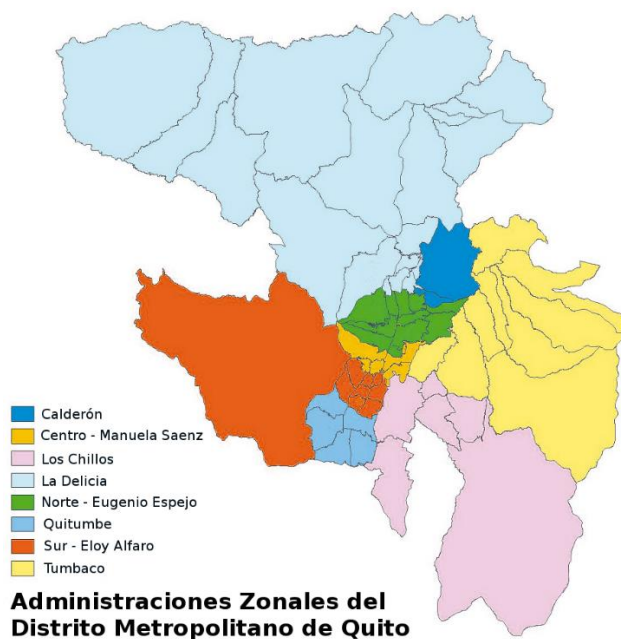 Calderón
Centro - Manuela Saenz
Los Chillos
La Delicia
Norte - Eugenio Espejo
Quitumbe
Sur - Eloy Alfaro
Tumbaco
Administraciones Zonales del
Distrito Metropolitano de Quito